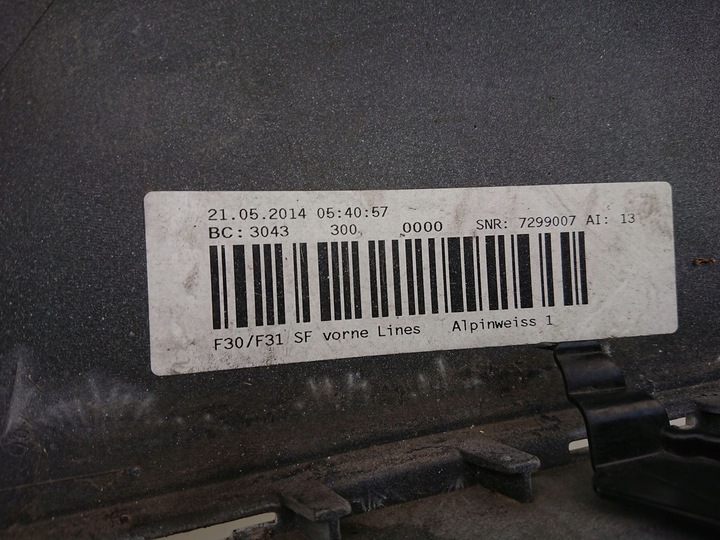 21.05.2014 05:40:57
BC: 3043 300 0000 SNR: 7299007 AI: 13
F30/F31 SF vorne Lines Alpinweiss 1